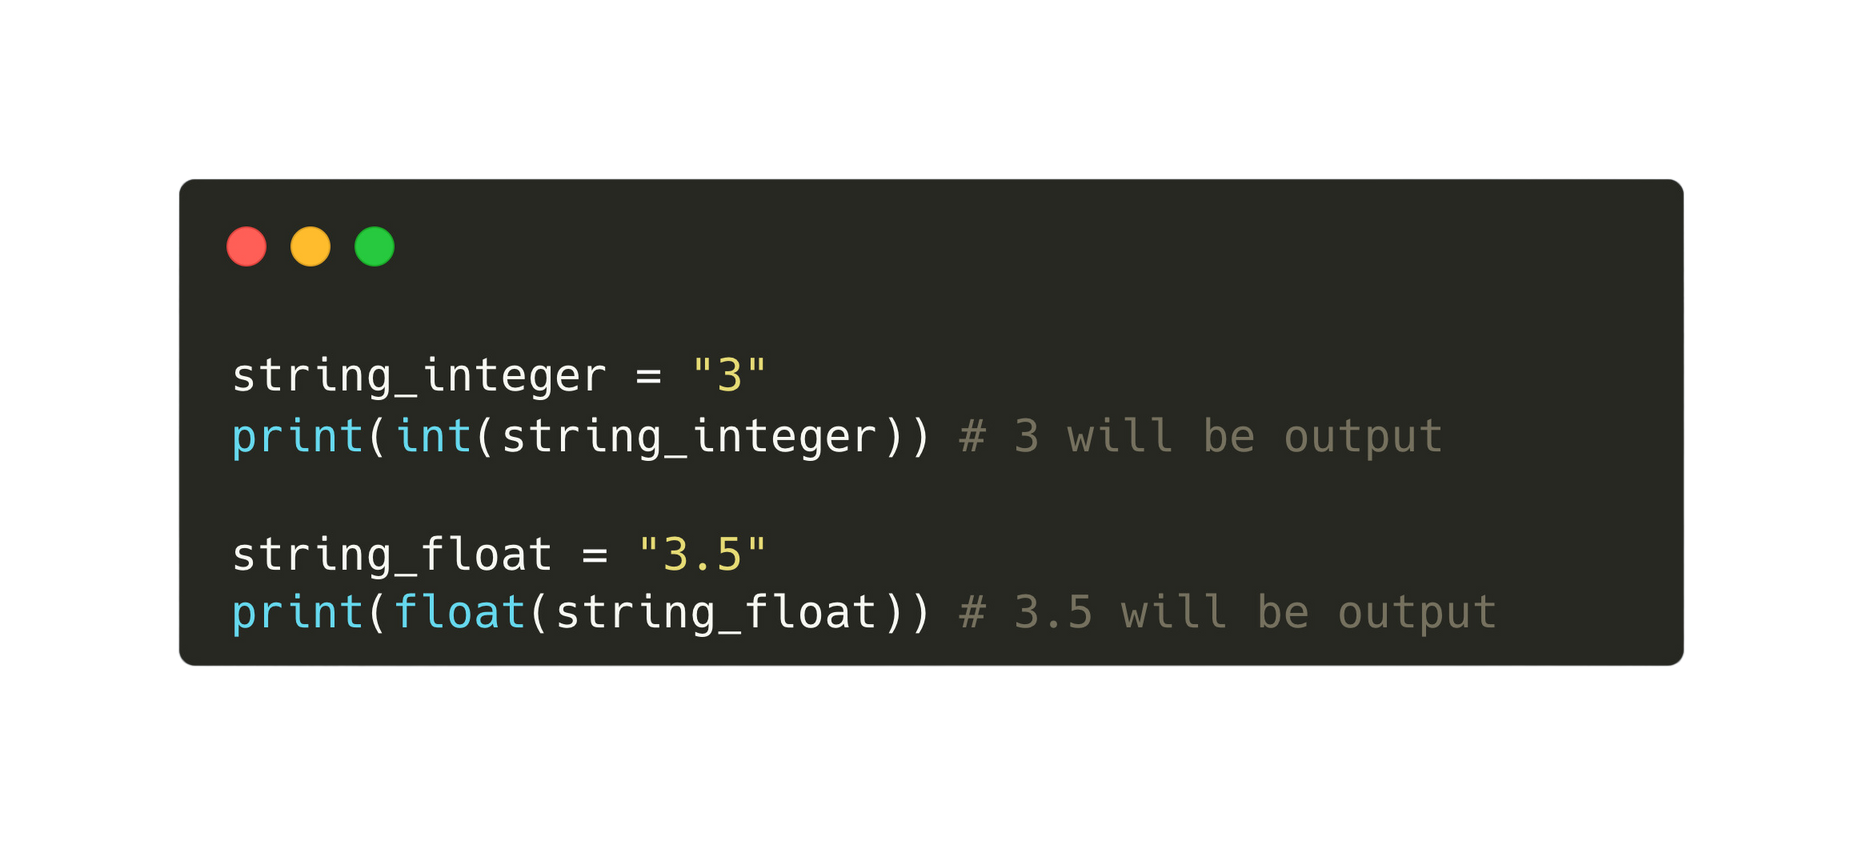 string_integer = "3"
print(int(string_integer)) # 3 will be output
string_float = "3.5"
print(float(string_float)) # 3.5 will be output